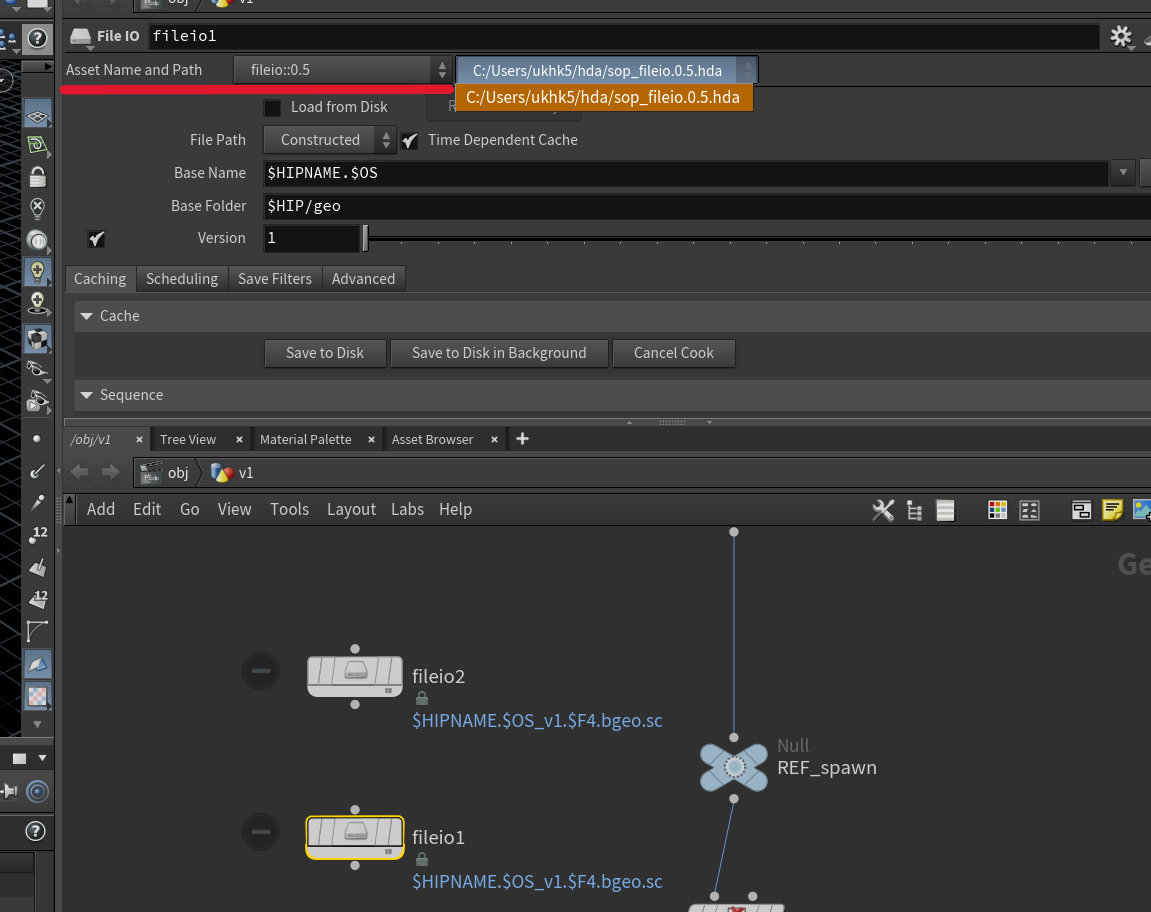 obj v1
File IO fileio1
Asset Name and Path fileio::0.5 C:/Users/ukhk5/hda/sop_fileio.0.5.hda
C:/Users/ukhk5/hda/sop_fileio.0.5.hda
Load from Disk
File Path Constructed Time Dependent Cache
Base Name $HIPNAME.$OS
Base Folder $HIP/geo
Version 1
Caching Scheduling Save Filters Advanced
Cache
Save to Disk Save to Disk in Background Cancel Cook
Sequence
/obj/v1 × Tree View × Material Palette × Asset Browser × +
obj v1
Add Edit Go View Tools Layout Labs Help
12
12
Ge
fileio2
$HIPNAME.$OS_v1.$F4.bgeo.sc
Null
REF_spawn
fileio1
$HIPNAME.$OS_v1.$F4.bgeo.sc